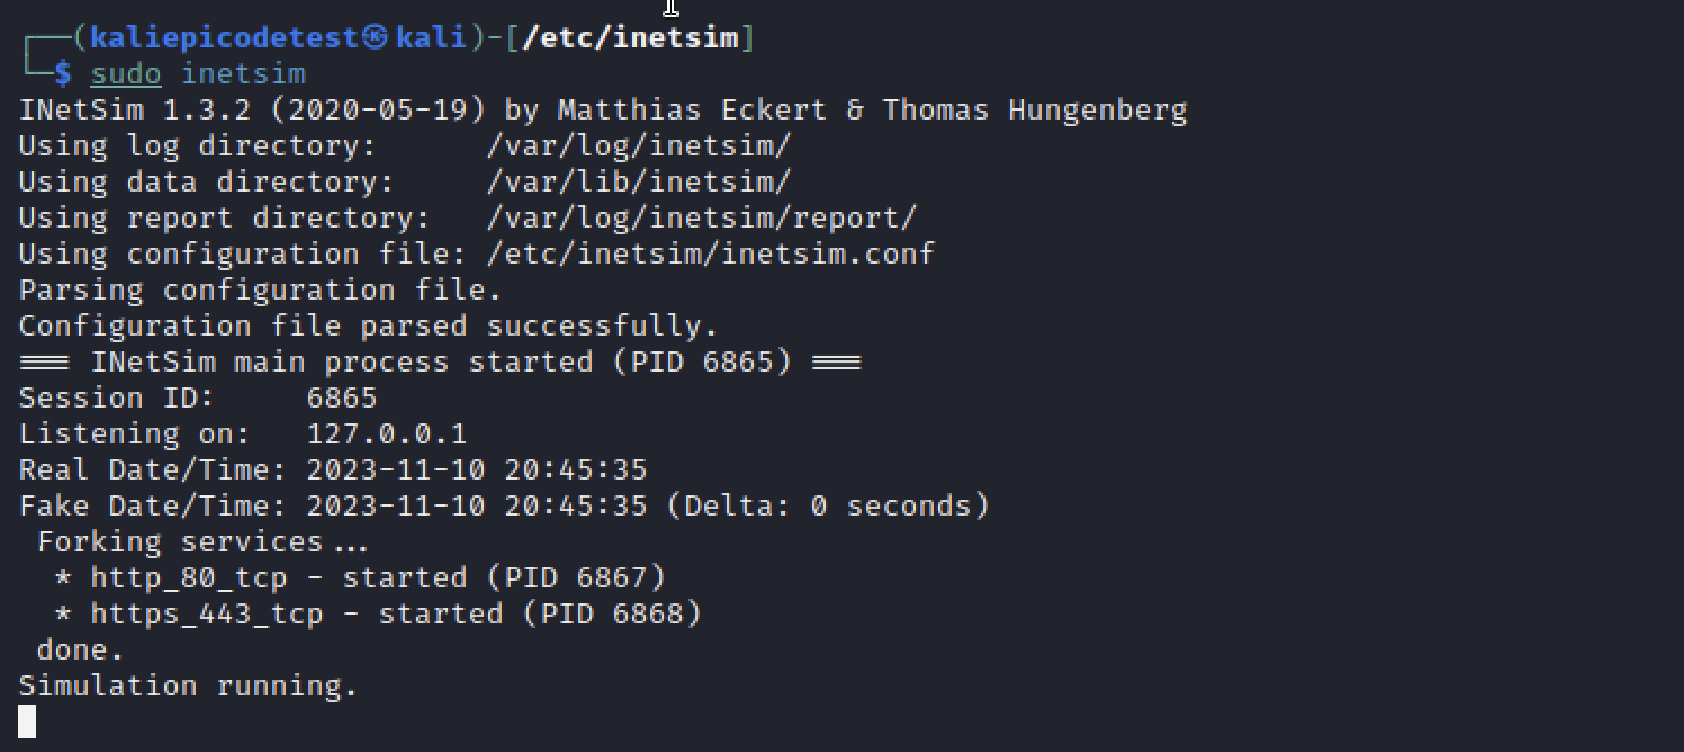 ┌──(kaliepicodetest㉿kali)-[/etc/inetsim]
└─$ sudo inetsim
INetSim 1.3.2 (2020-05-19) by Matthias Eckert & Thomas Hungenberg
Using log directory:      /var/log/inetsim/
Using data directory:     /var/lib/inetsim/
Using report directory:   /var/log/inetsim/report/
Using configuration file: /etc/inetsim/inetsim.conf
Parsing configuration file.
Configuration file parsed successfully.
=== INetSim main process started (PID 6865) ===
Session ID:     6865
Listening on:   127.0.0.1
Real Date/Time: 2023-11-10 20:45:35
Fake Date/Time: 2023-11-10 20:45:35 (Delta: 0 seconds)
 Forking services...
  * http_80_tcp - started (PID 6867)
  * https_443_tcp - started (PID 6868)
 done.
Simulation running.